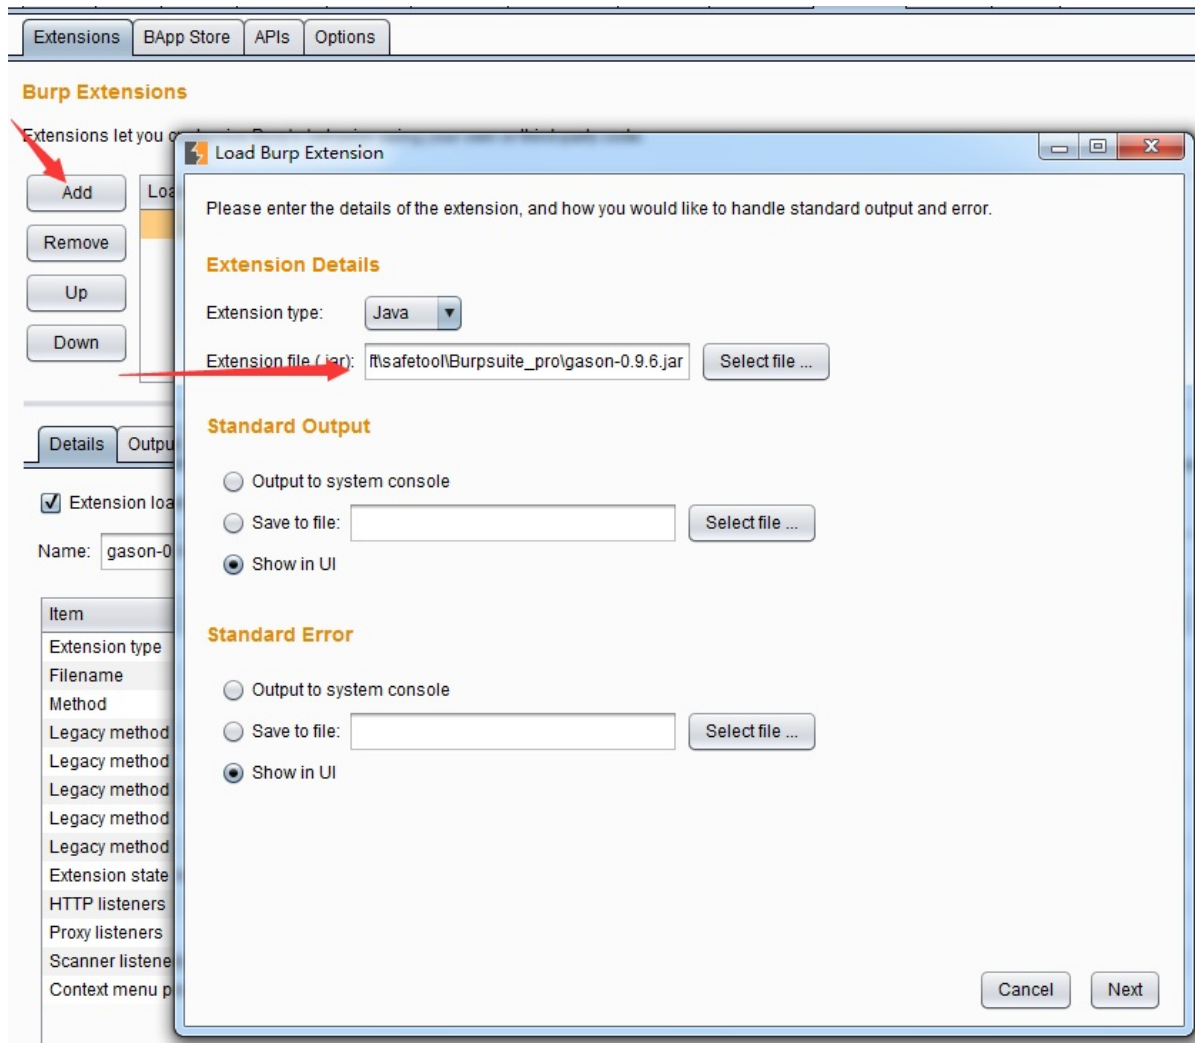 Extensions BApp Store APIs Options
Burp Extensions
Extensions let you
Load Burp Extension
Add
Remove
Up
Down
Please enter the details of the extension, and how you would like to handle standard output and error.
Extension Details
Extension type: Java
Extension file (.jar): ft\safetool\Burpsuite_pro\gason-0.9.6.jar Select file ...
Standard Output
Output to system console
Save to file: Select file ...
Show in UI
Standard Error
Output to system console
Save to file: Select file ...
Show in UI
Cancel Next
Details Outpu
Extension loa
Name: gason-0
Item
Extension type
Filename
Method
Legacy method
Legacy method
Legacy method
Legacy method
Legacy method
Extension state
HTTP listeners
Proxy listeners
Scanner listene
Context menu p